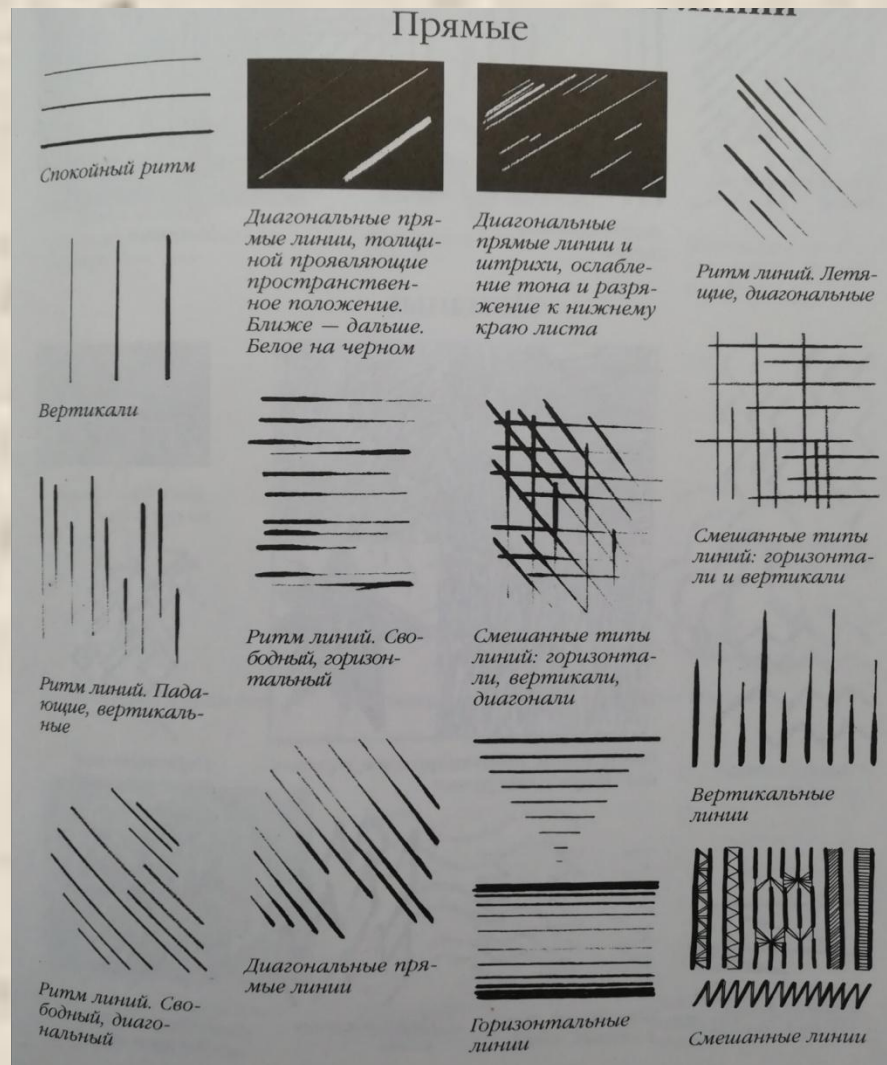 Прямые
Спокойный ритм
Диагональные пря-
мые линии, толщи-
ной проявляющие
пространствен-
ное положение.
Ближе — дальше.
Белое на черном
Диагональные
прямые линии и
штрихи, ослабле-
ние тона и разря-
жение к нижнему
краю листа
Ритм линий. Летя-
щие, диагональные
Вертикали
Ритм линий. Сво-
бодный, горизон-
тальный
Смешанные типы
линий: горизонта-
ли, вертикали,
диагонали
Смешанные типы
линий: горизонта-
ли и вертикали
Ритм линий. Пада-
ющие, вертикаль-
ные
Вертикальные
линии
Ритм линий. Сво-
бодный, диаго-
нальный
Диагональные пря-
мые линии
Горизонтальные
линии
Смешанные линии